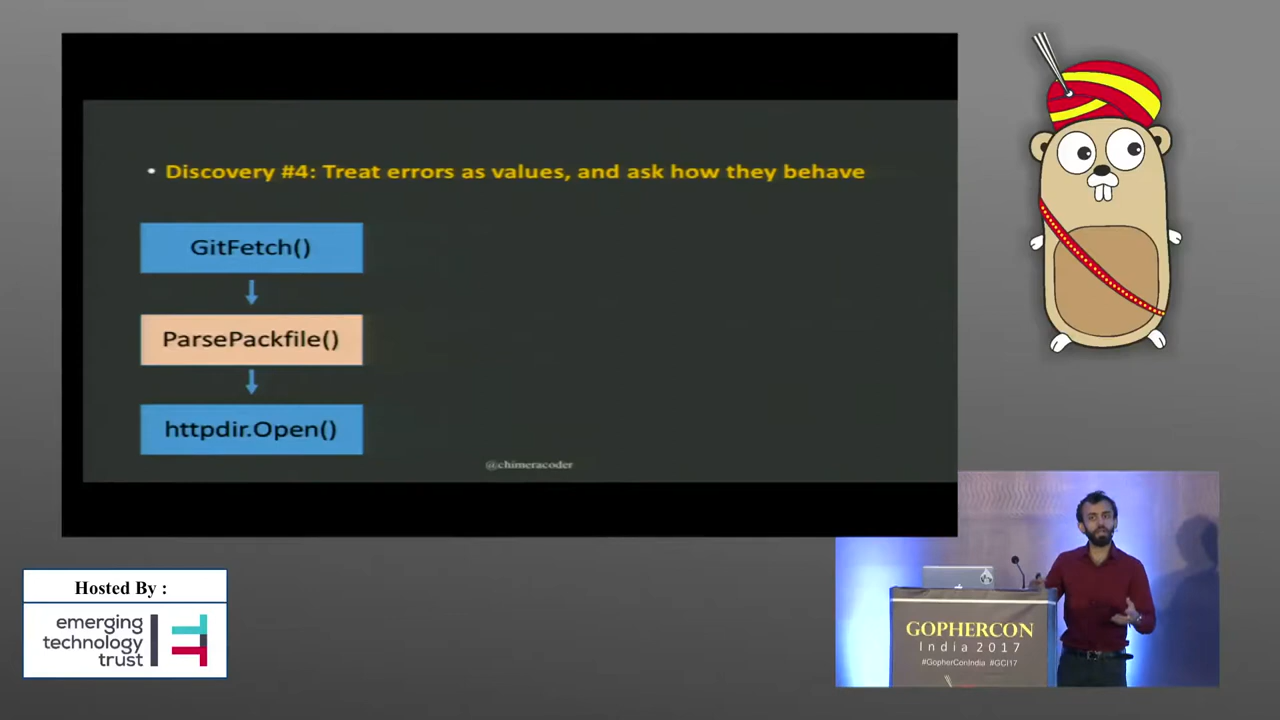 • Discovery #4: Treat errors as values, and ask how they behave
GitFetch()
ParsePackfile()
httpdir.Open()
@chimeracoder
Hosted By :
emerging
technology
trust
GOPHERCON
India 2017
#GopherConIndia #GCI17